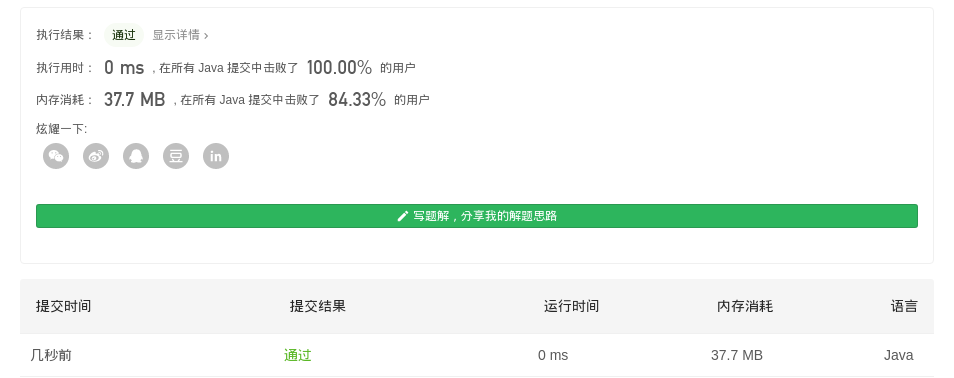 执行结果： 通过 显示详情 ›
执行用时： 0 ms , 在所有 Java 提交中击败了 100.00% 的用户
内存消耗： 37.7 MB , 在所有 Java 提交中击败了 84.33% 的用户
炫耀一下:
豆 in
写题解，分享我的解题思路
提交时间 提交结果 运行时间 内存消耗 语言
几秒前 通过 0 ms 37.7 MB Java